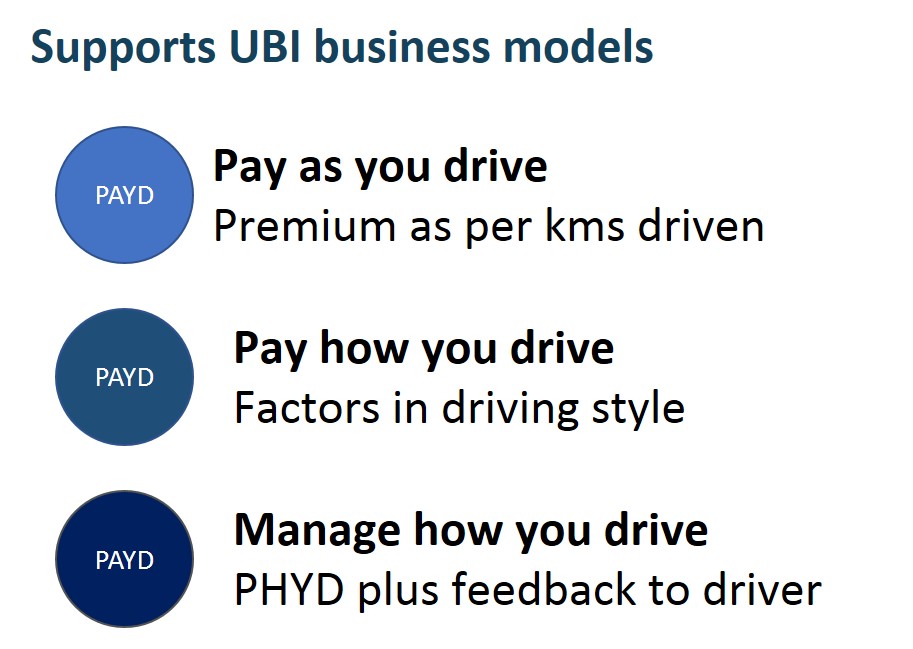 Supports UBI business models
PAYD
Pay as you drive
Premium as per kms driven
PAYD
Pay how you drive
Factors in driving style
PAYD
Manage how you drive
PHYD plus feedback to driver